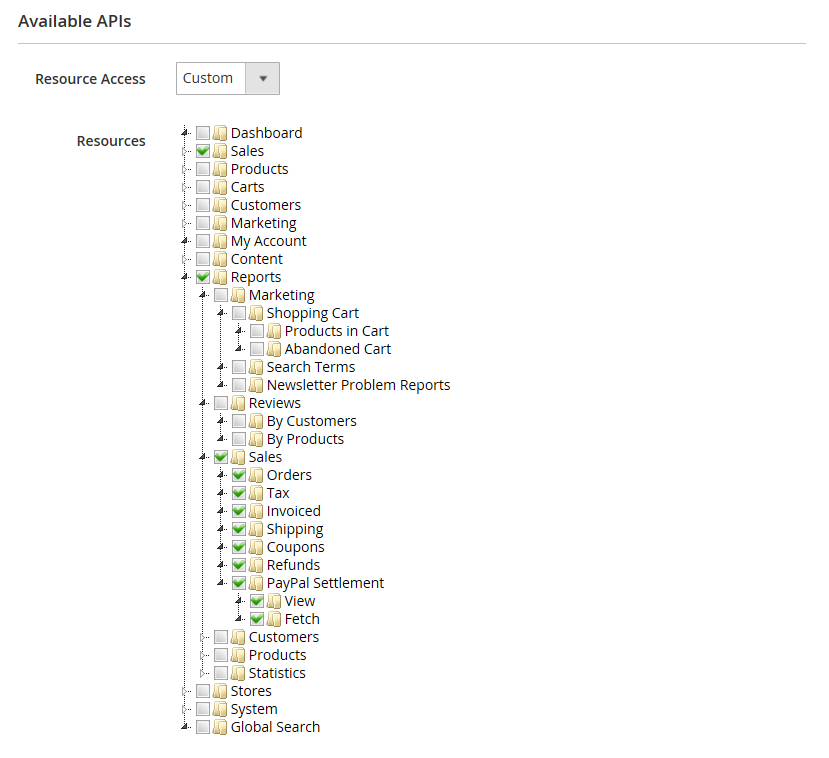 Available APIs
Resource Access Custom
Resources
Dashboard
Sales
Products
Carts
Customers
Marketing
My Account
Content
Reports
Marketing
Shopping Cart
Products in Cart
Abandoned Cart
Search Terms
Newsletter Problem Reports
Reviews
By Customers
By Products
Sales
Orders
Tax
Invoiced
Shipping
Coupons
Refunds
PayPal Settlement
View
Fetch
Customers
Products
Statistics
Stores
System
Global Search